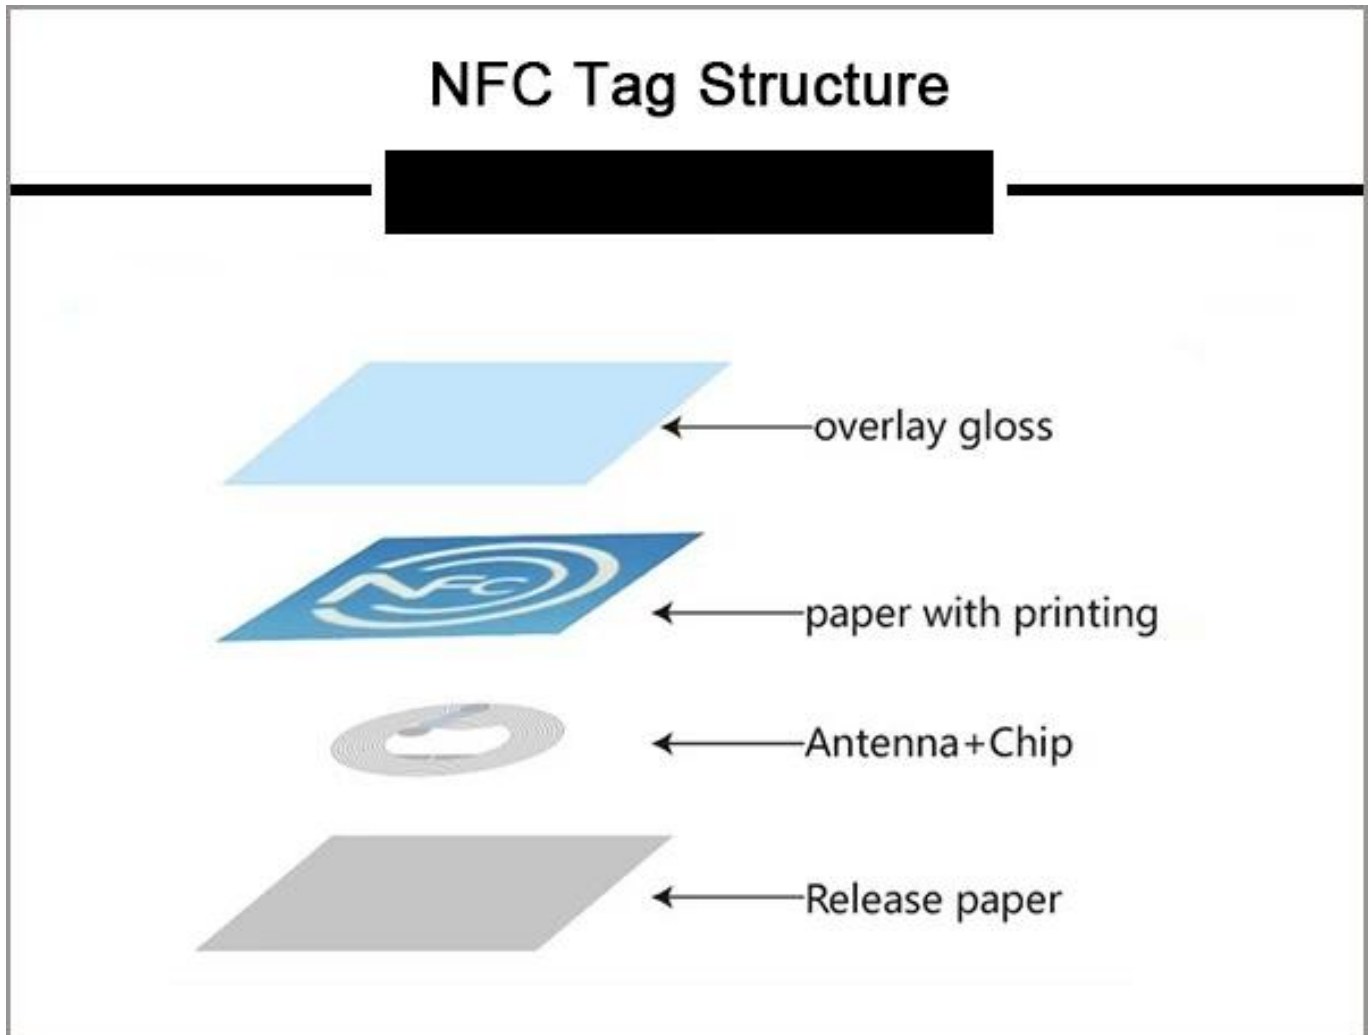 NFC Tag Structure
overlay gloss
NFC
paper with printing
Antenna+Chip
Release paper